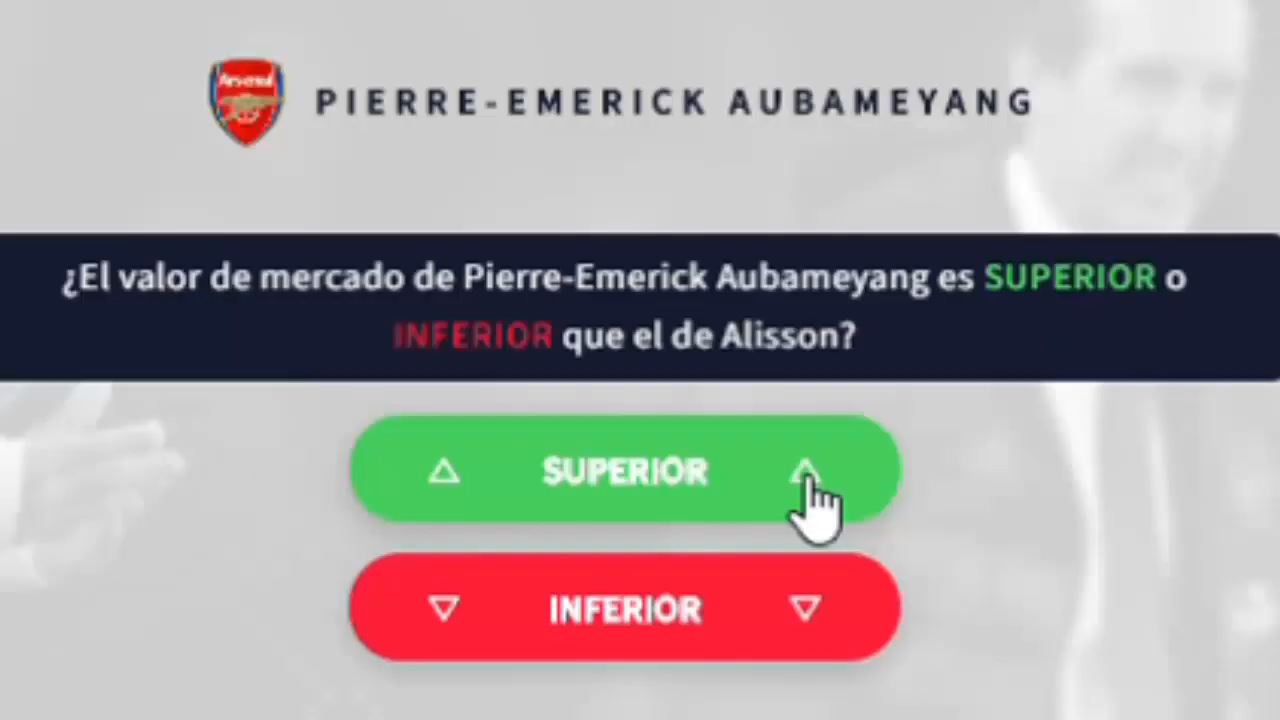 Arsenal
PIERRE-EMERICK AUBAMEYANG
¿El valor de mercado de Pierre-Emerick Aubameyang es SUPERIOR o
INFERIOR que el de Alisson?
SUPERIOR
INFERIOR